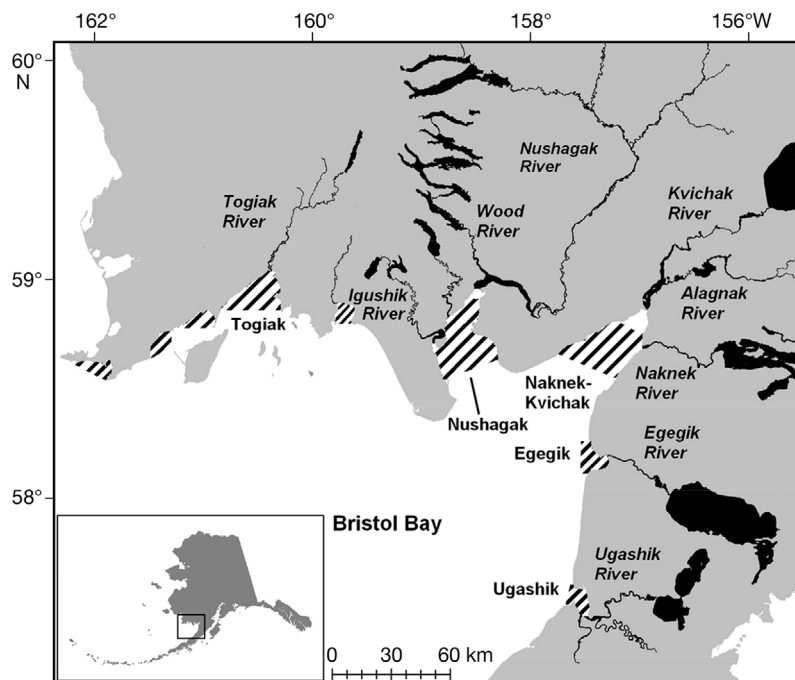 162°
160°
158°
156°W
60°
N
59°
58°
Nushagak
River
Togiak
River
Wood
River
Kvichak
River
Igushik
River
Alagnak
River
Togiak
Naknek-
Kvichak
Naknek
River
Nushagak
Egegik
River
Egegik
Bristol Bay
Ugashik
River
Ugashik
0 30 60 km